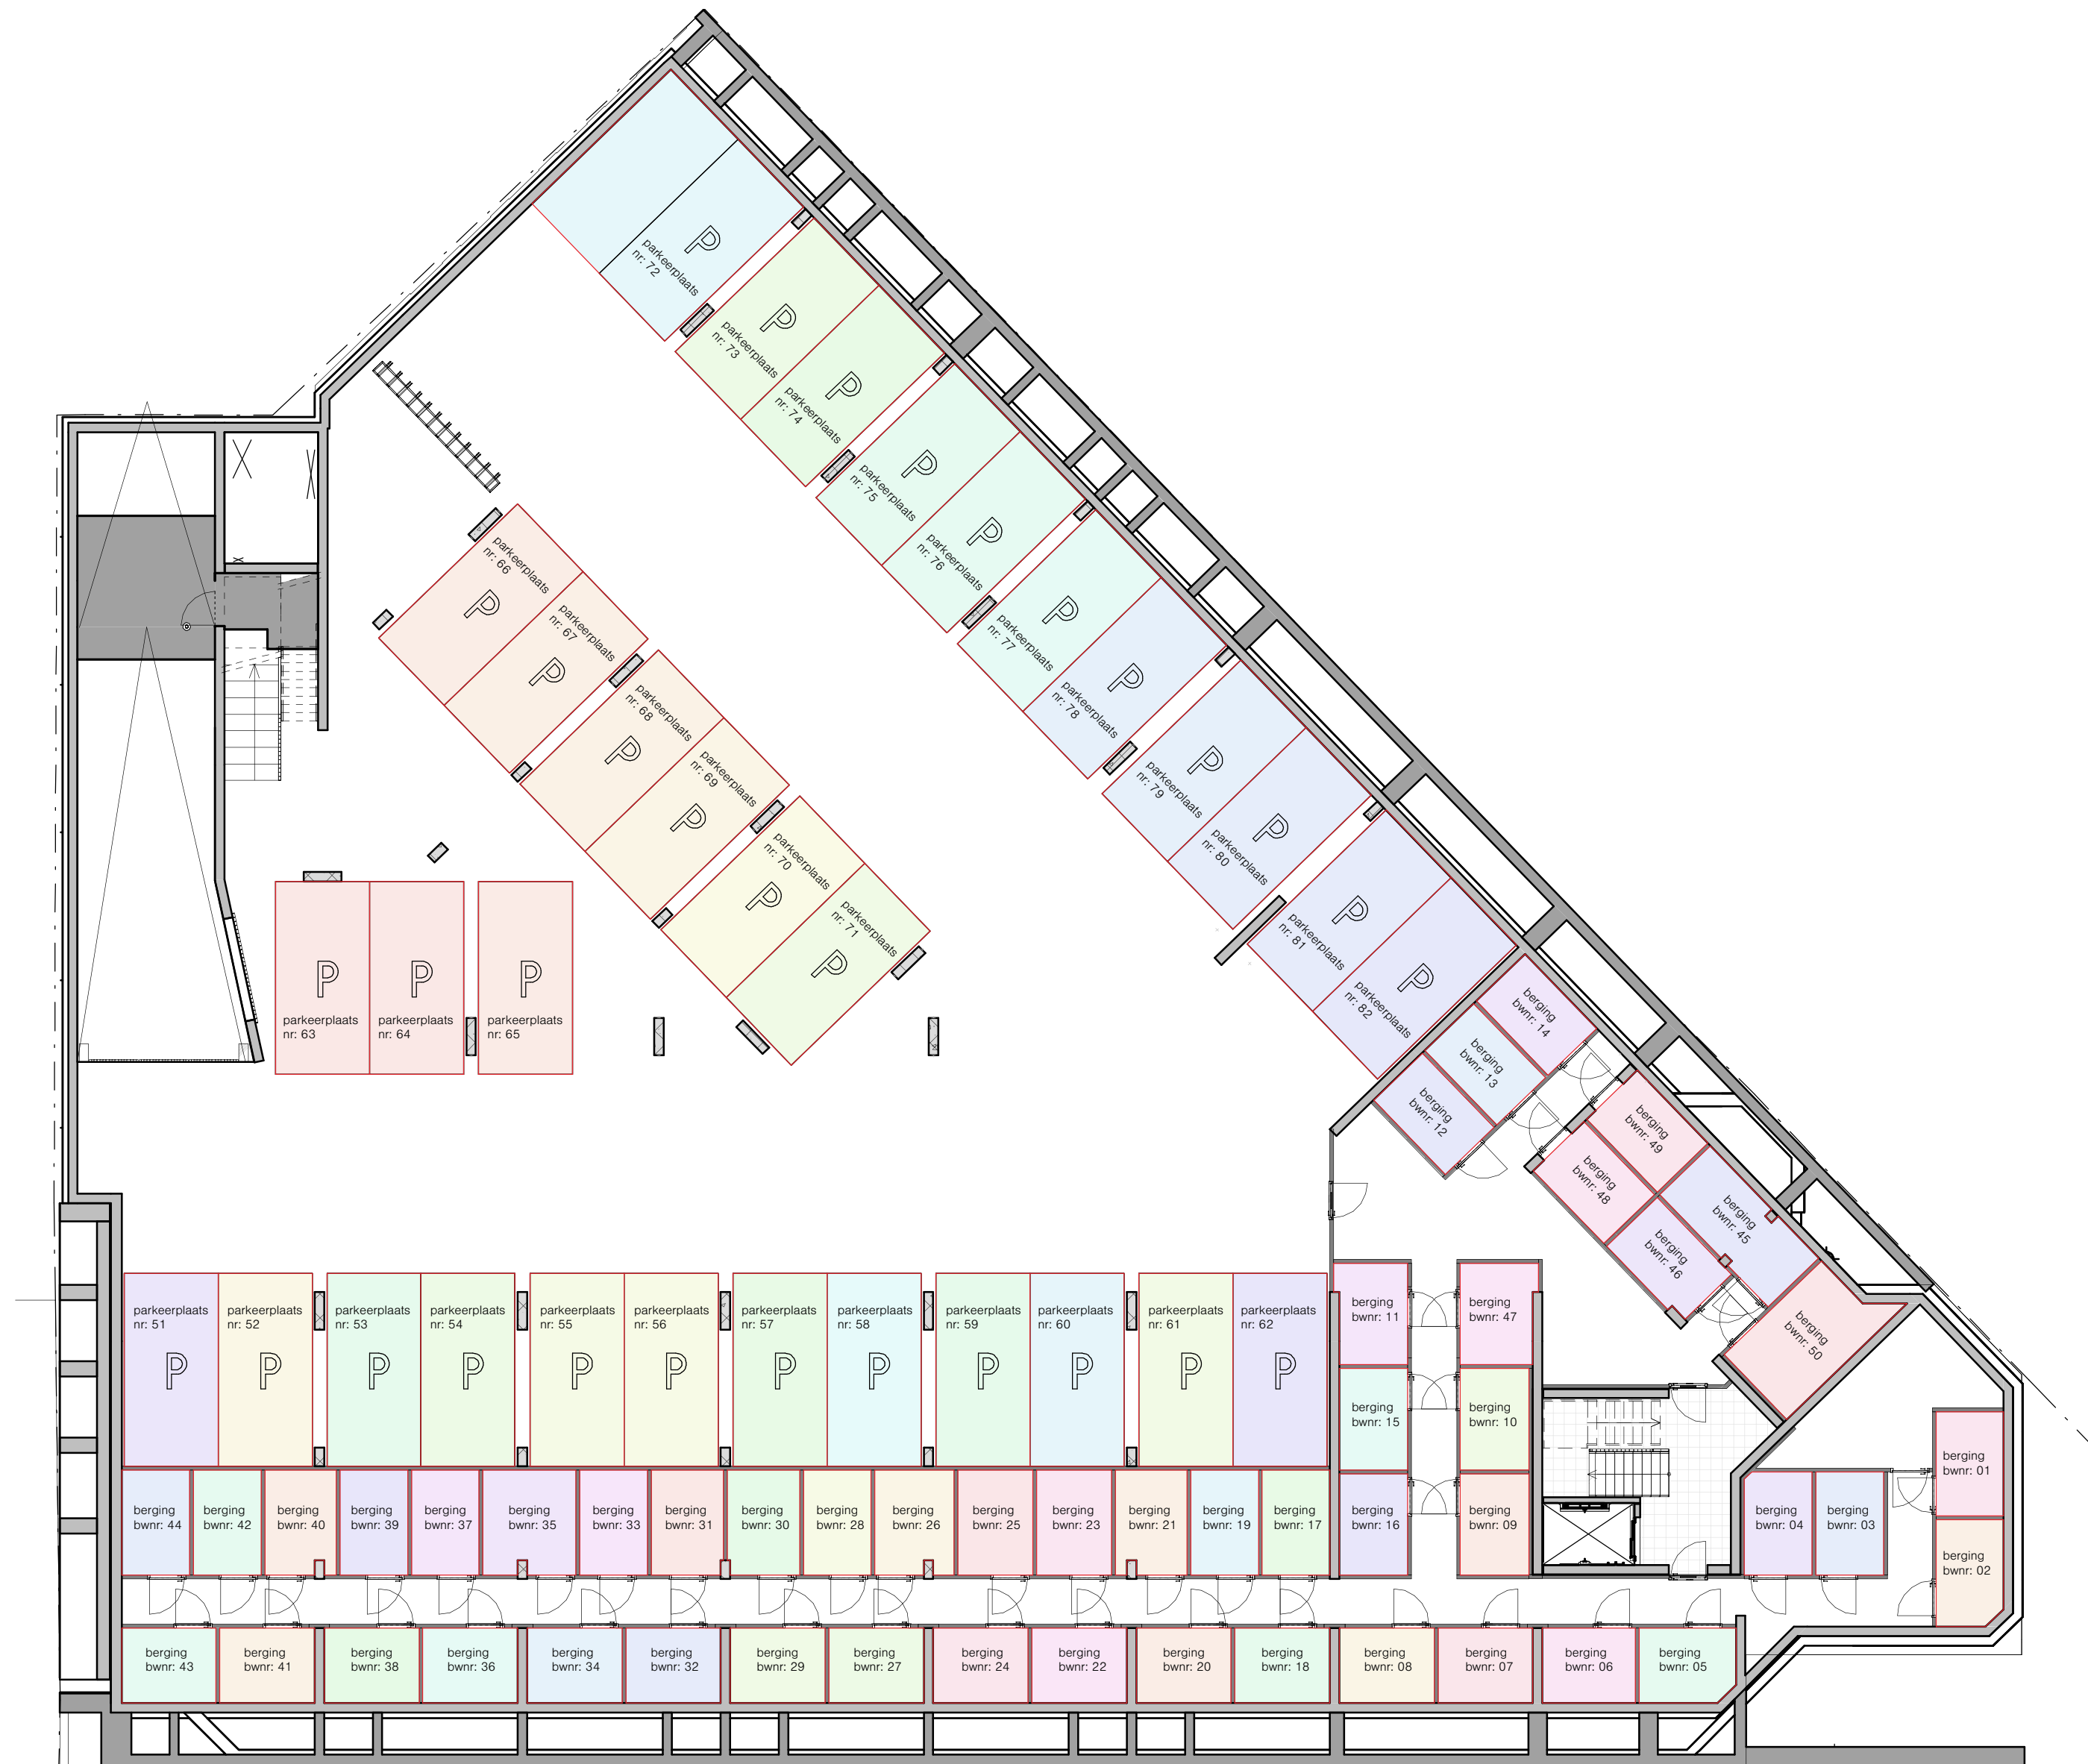 P
parkeerplaats
nr: 72
P
parkeerplaats
nr: 73
P
parkeerplaats
nr: 74
P
parkeerplaats
nr: 75
P
parkeerplaats
nr: 76
P
parkeerplaats
nr: 77
P
parkeerplaats
nr: 78
P
parkeerplaats
nr: 79
P
parkeerplaats
nr: 80
P
parkeerplaats
nr: 81
P
parkeerplaats
nr: 82
parkeerplaats
nr: 66
P
parkeerplaats
nr: 67
P
parkeerplaats
nr: 68
P
parkeerplaats
nr: 69
P
parkeerplaats
nr: 70
P
parkeerplaats
nr: 71
P
P
parkeerplaats
nr: 63
P
parkeerplaats
nr: 64
P
parkeerplaats
nr: 65
berging
bwnr: 14
berging
bwnr: 13
berging
bwnr: 12
berging
bwnr: 49
berging
bwnr: 48
berging
bwnr: 45
berging
bwnr: 46
berging
bwnr: 50
parkeerplaats
nr: 51
P
parkeerplaats
nr: 52
P
parkeerplaats
nr: 53
P
parkeerplaats
nr: 54
P
parkeerplaats
nr: 55
P
parkeerplaats
nr: 56
P
parkeerplaats
nr: 57
P
parkeerplaats
nr: 58
P
parkeerplaats
nr: 59
P
parkeerplaats
nr: 60
P
parkeerplaats
nr: 61
P
parkeerplaats
nr: 62
P
berging
bwnr: 11
berging
bwnr: 47
berging
bwnr: 15
berging
bwnr: 10
berging
bwnr: 16
berging
bwnr: 09
berging
bwnr: 01
berging
bwnr: 04
berging
bwnr: 03
berging
bwnr: 02
berging
bwnr: 44
berging
bwnr: 42
berging
bwnr: 40
berging
bwnr: 39
berging
bwnr: 37
berging
bwnr: 35
berging
bwnr: 33
berging
bwnr: 31
berging
bwnr: 30
berging
bwnr: 28
berging
bwnr: 26
berging
bwnr: 25
berging
bwnr: 23
berging
bwnr: 21
berging
bwnr: 19
berging
bwnr: 17
berging
bwnr: 43
berging
bwnr: 41
berging
bwnr: 38
berging
bwnr: 36
berging
bwnr: 34
berging
bwnr: 32
berging
bwnr: 29
berging
bwnr: 27
berging
bwnr: 24
berging
bwnr: 22
berging
bwnr: 20
berging
bwnr: 18
berging
bwnr: 08
berging
bwnr: 07
berging
bwnr: 06
berging
bwnr: 05